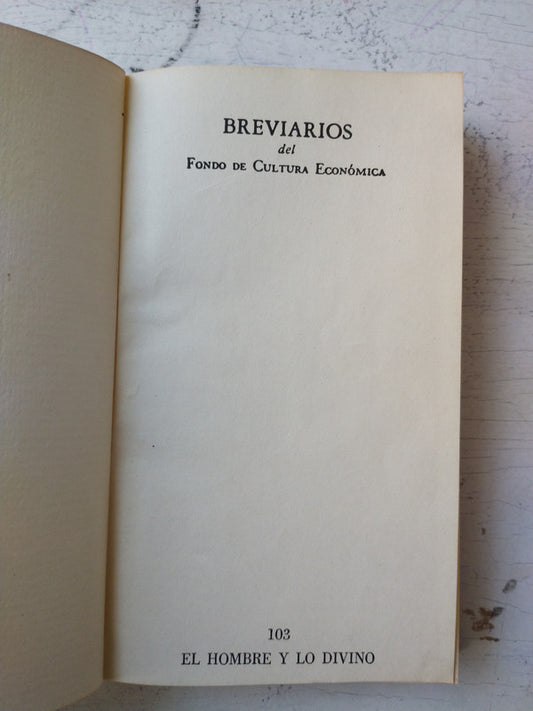 BREVIARIOS
del
FONDO DE CULTURA ECONÓMICA
103
EL HOMBRE Y LO DIVINO